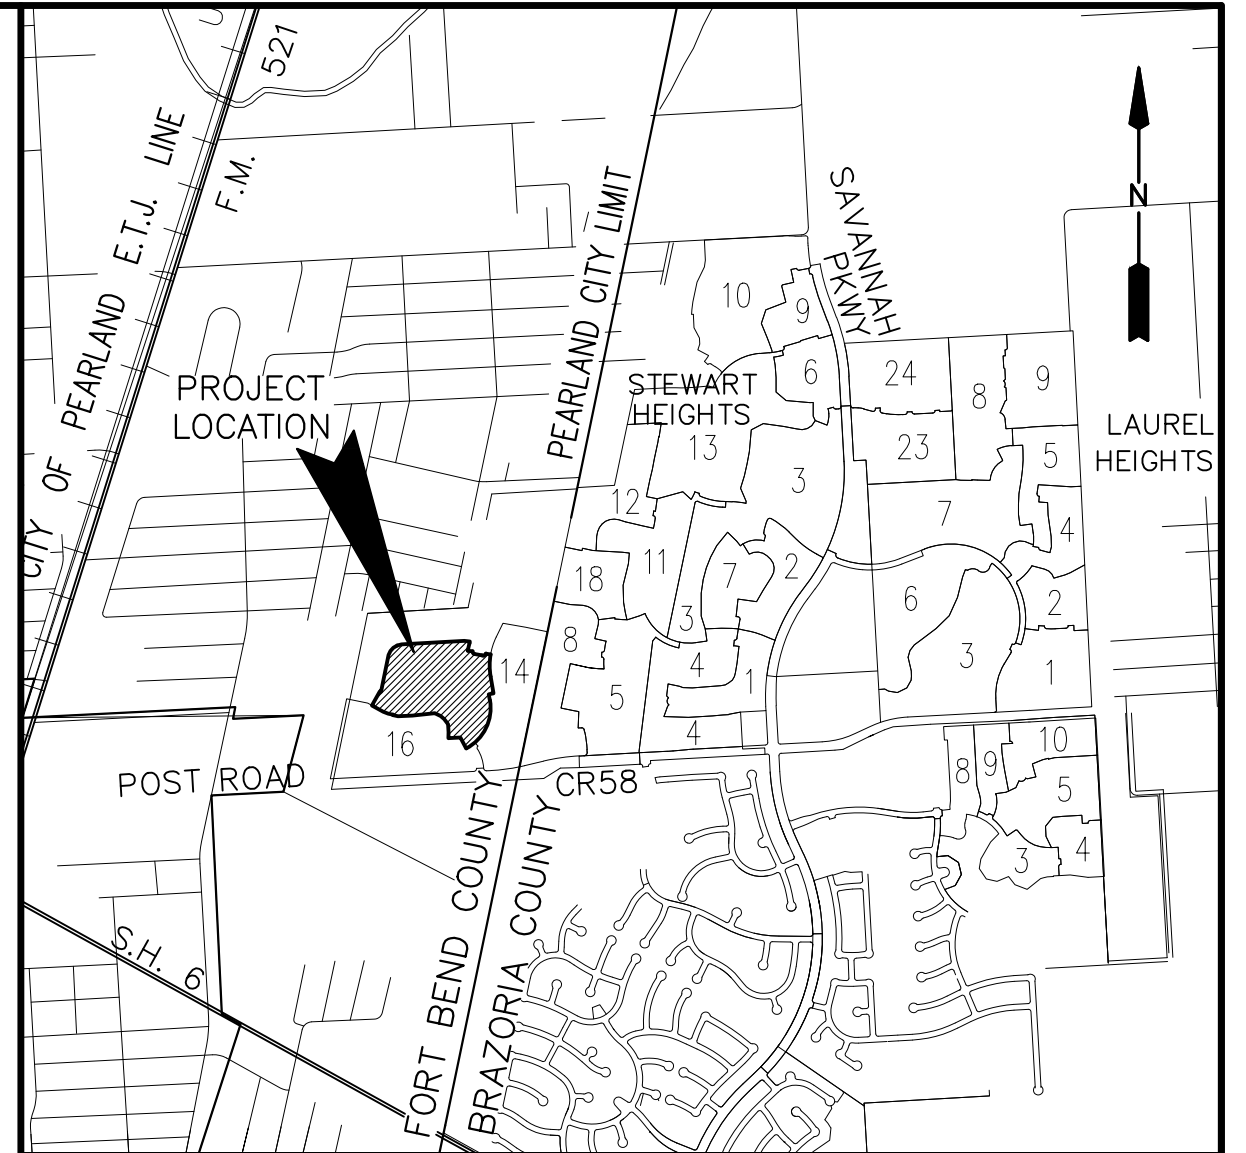 521
F.M.
CITY OF PEARLAND E.T.J. LINE
PEARLAND CITY LIMIT
SAVANNAH
PKWY
N
10
9
6
24
8
9
PROJECT
LOCATION
STEWART
HEIGHTS
13
23
5
LAUREL
HEIGHTS
3
12
7
4
18
11
7
2
6
2
3
8
14
5
4
1
3
1
16
4
POST ROAD
CR58
8
9
10
5
3
4
S.H. 6
FORT BEND COUNTY
BRAZORIA COUNTY